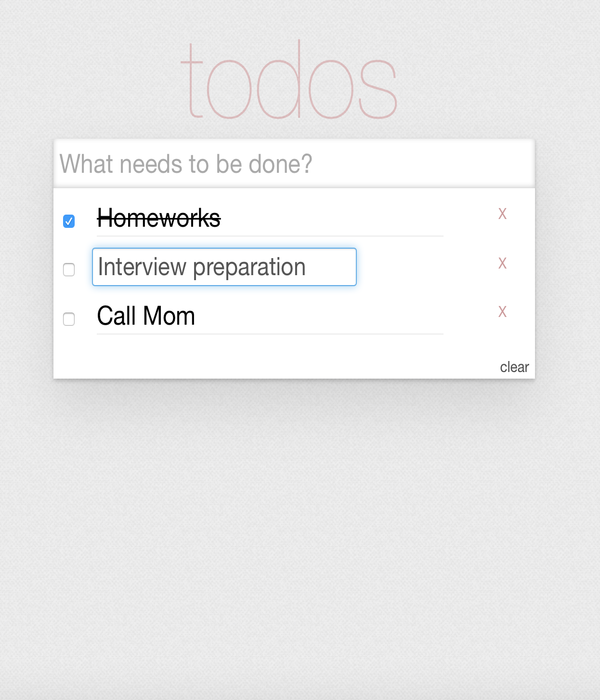 todos
What needs to be done?
Homeworks X
Interview preparation X
Call Mom X
clear